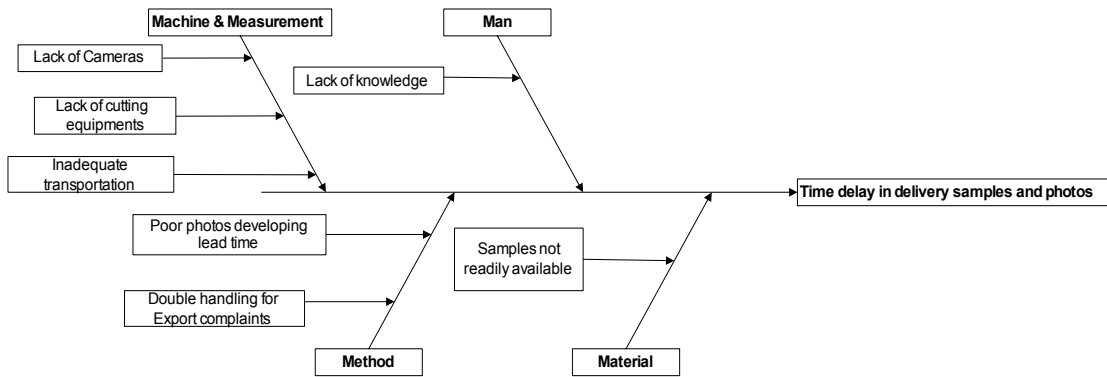 Machine & Measurement
Man
Lack of Cameras
Lack of knowledge
Lack of cutting
equipments
Inadequate
transportation
Time delay in delivery samples and photos
Poor photos developing
lead time
Samples not
readily available
Double handling for
Export complaints
Method
Material